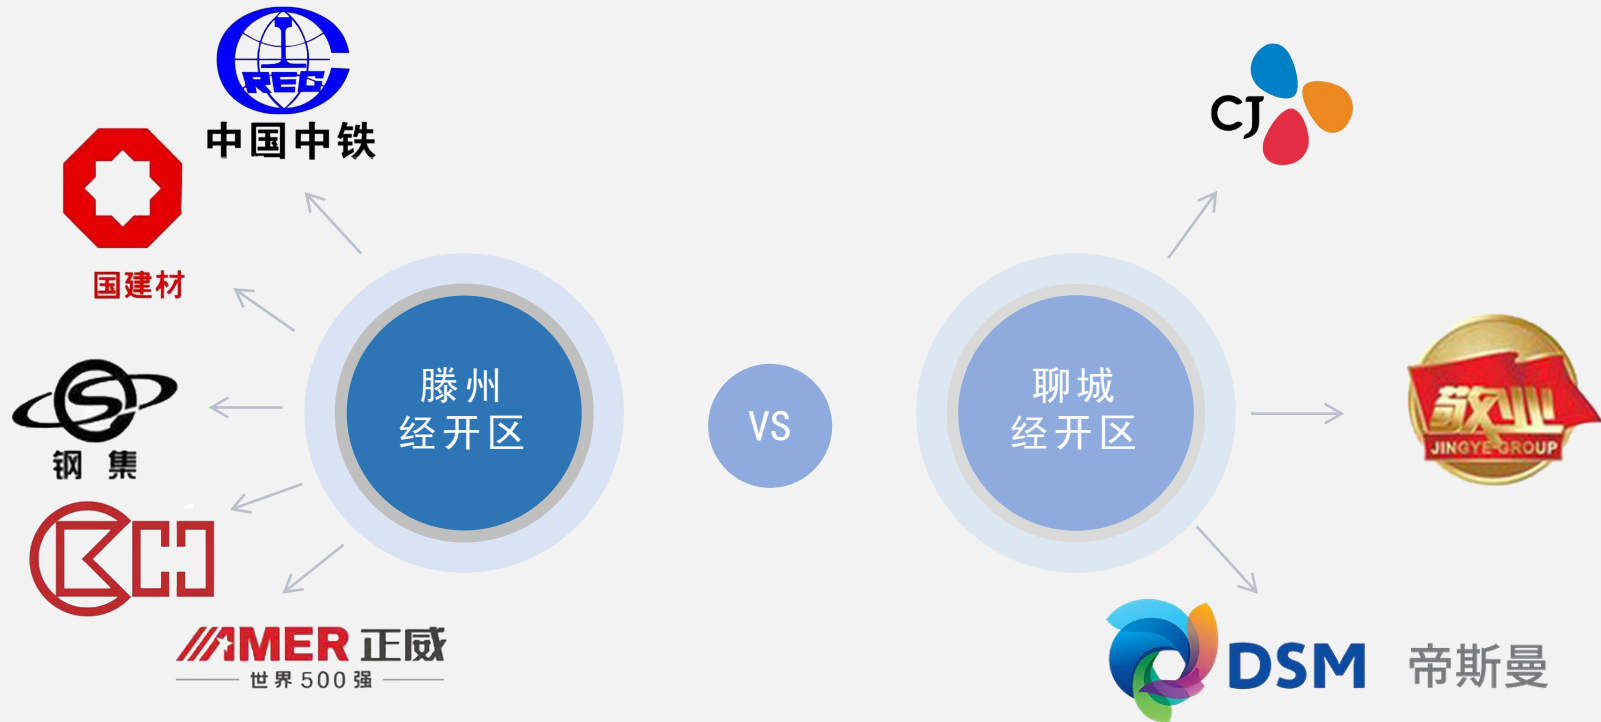 CREC
中国中铁
国建材
钢 集
滕州
经开区
AMER 正威
世界500强
VS
CJ
聊城
经开区
敬业
JINGYE GROUP
DSM 帝斯曼